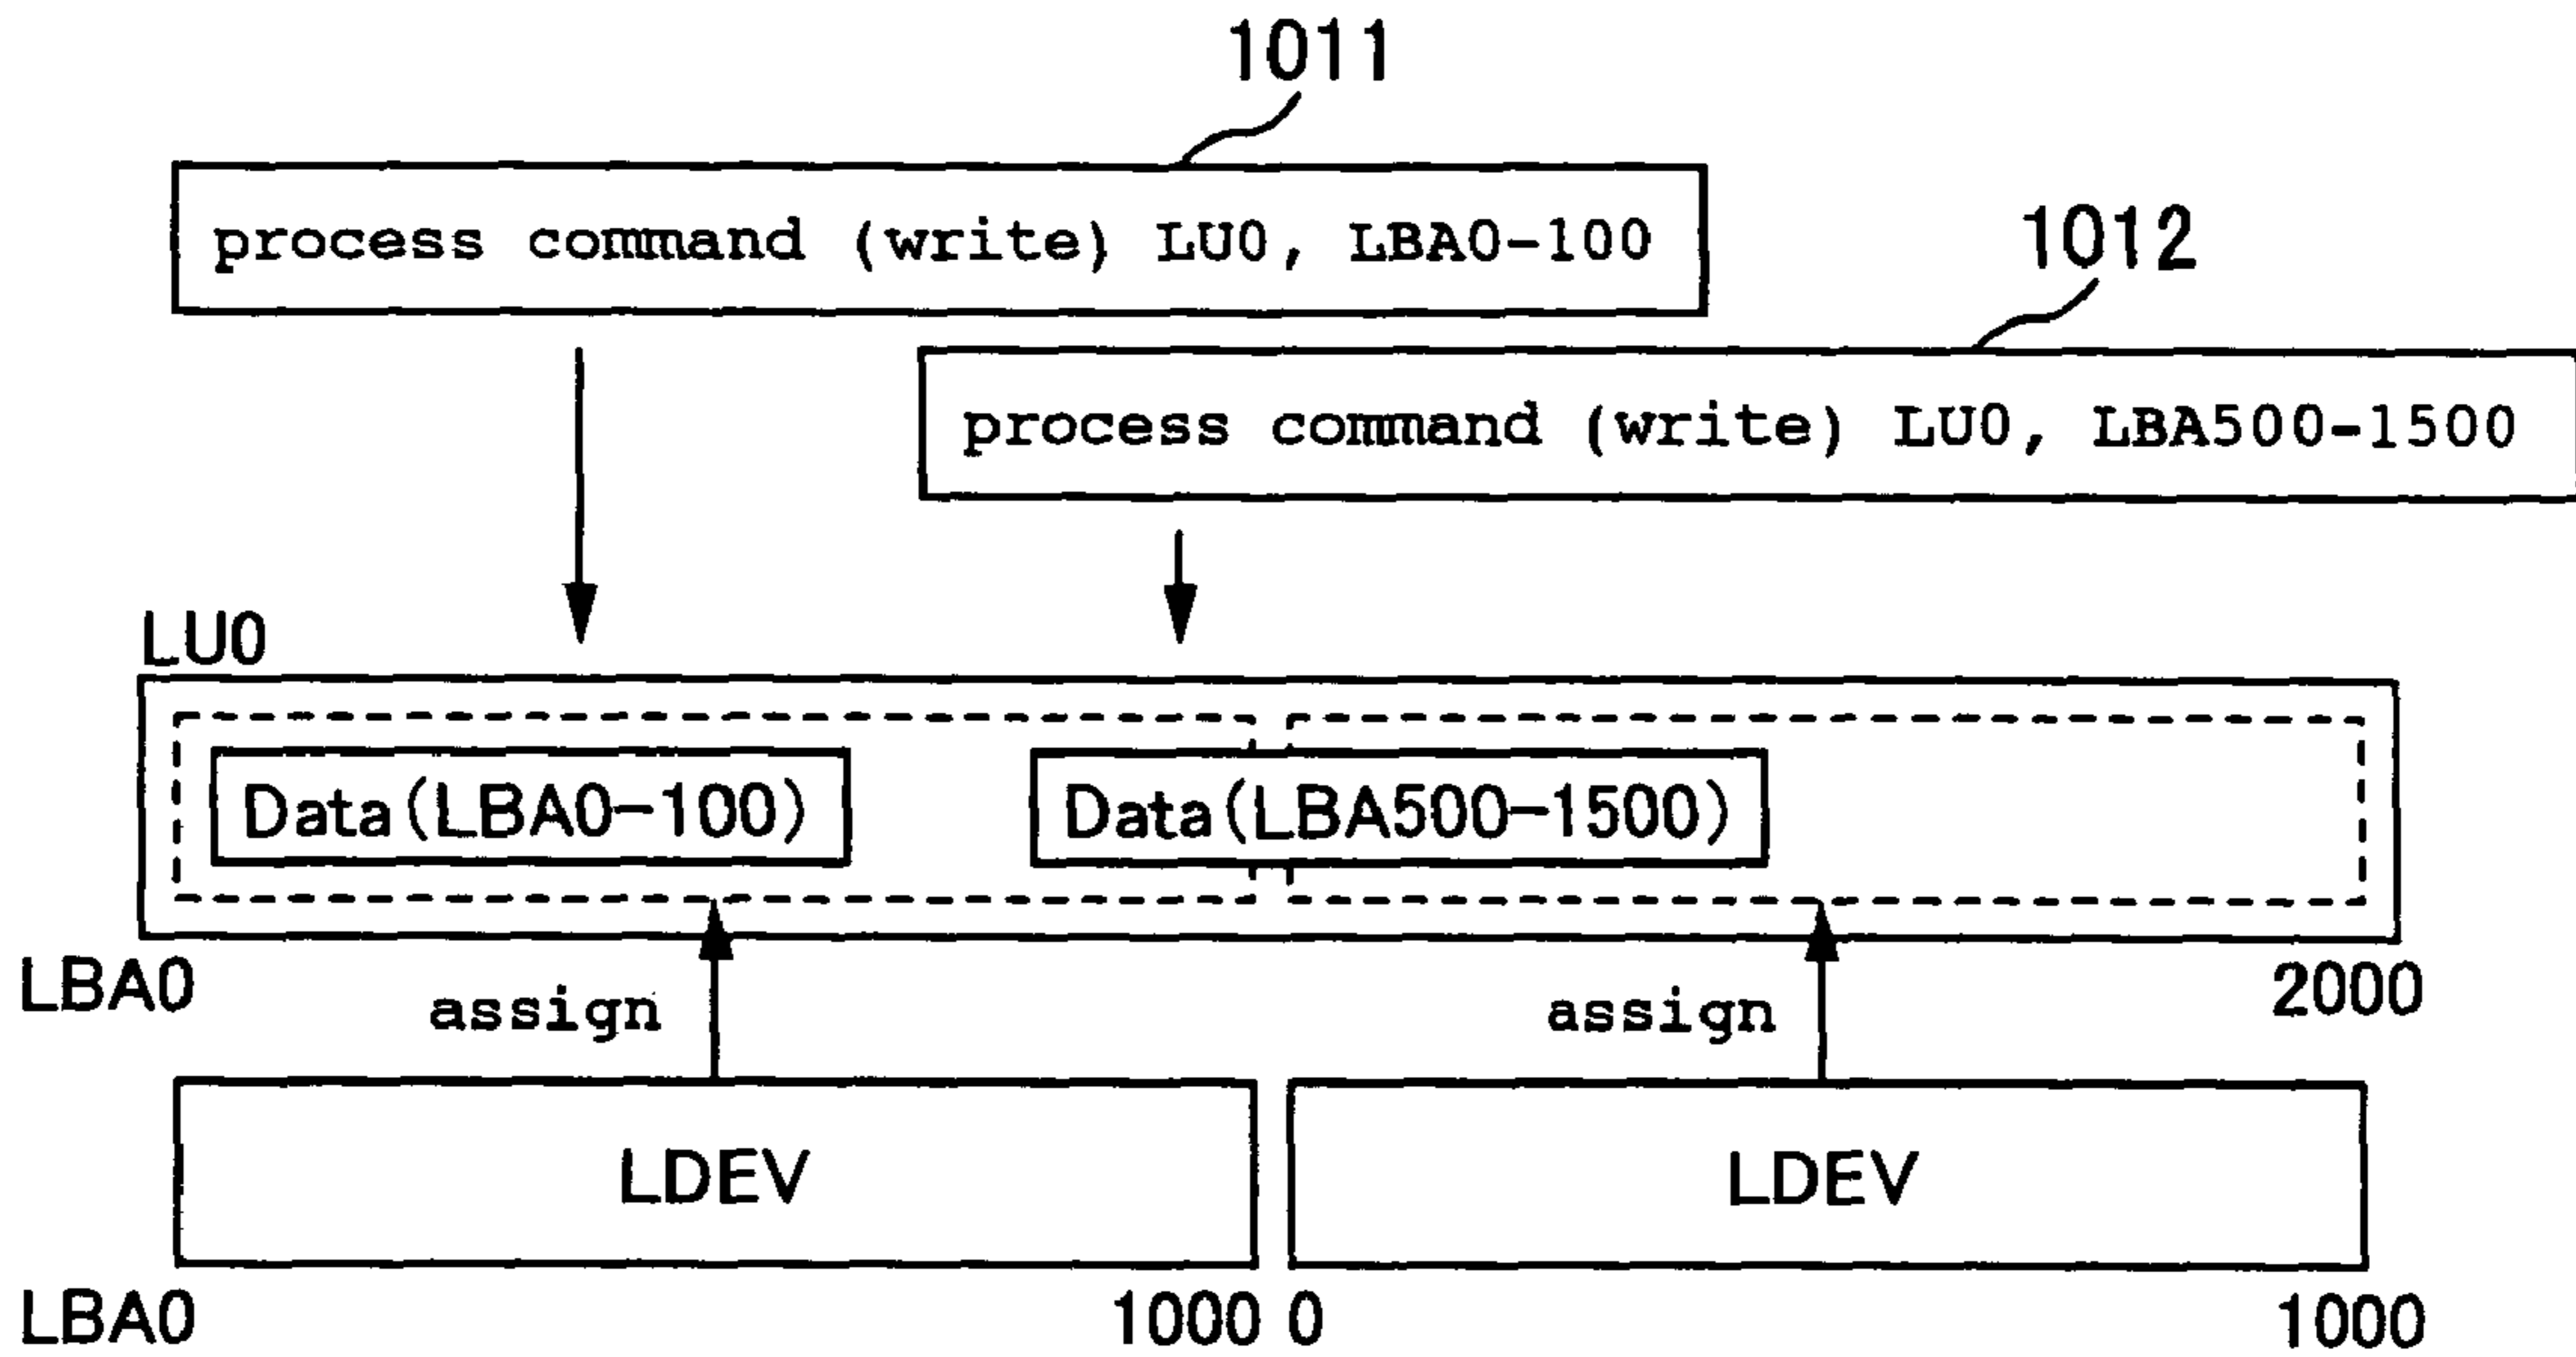 1011
process command (write) LU0, LBA0-100
1012
process command (write) LU0, LBA500-1500
LU0
Data(LBA0-100) Data(LBA500-1500)
LBA0 2000
assign assign
LDEV LDEV
LBA0 1000 0 1000